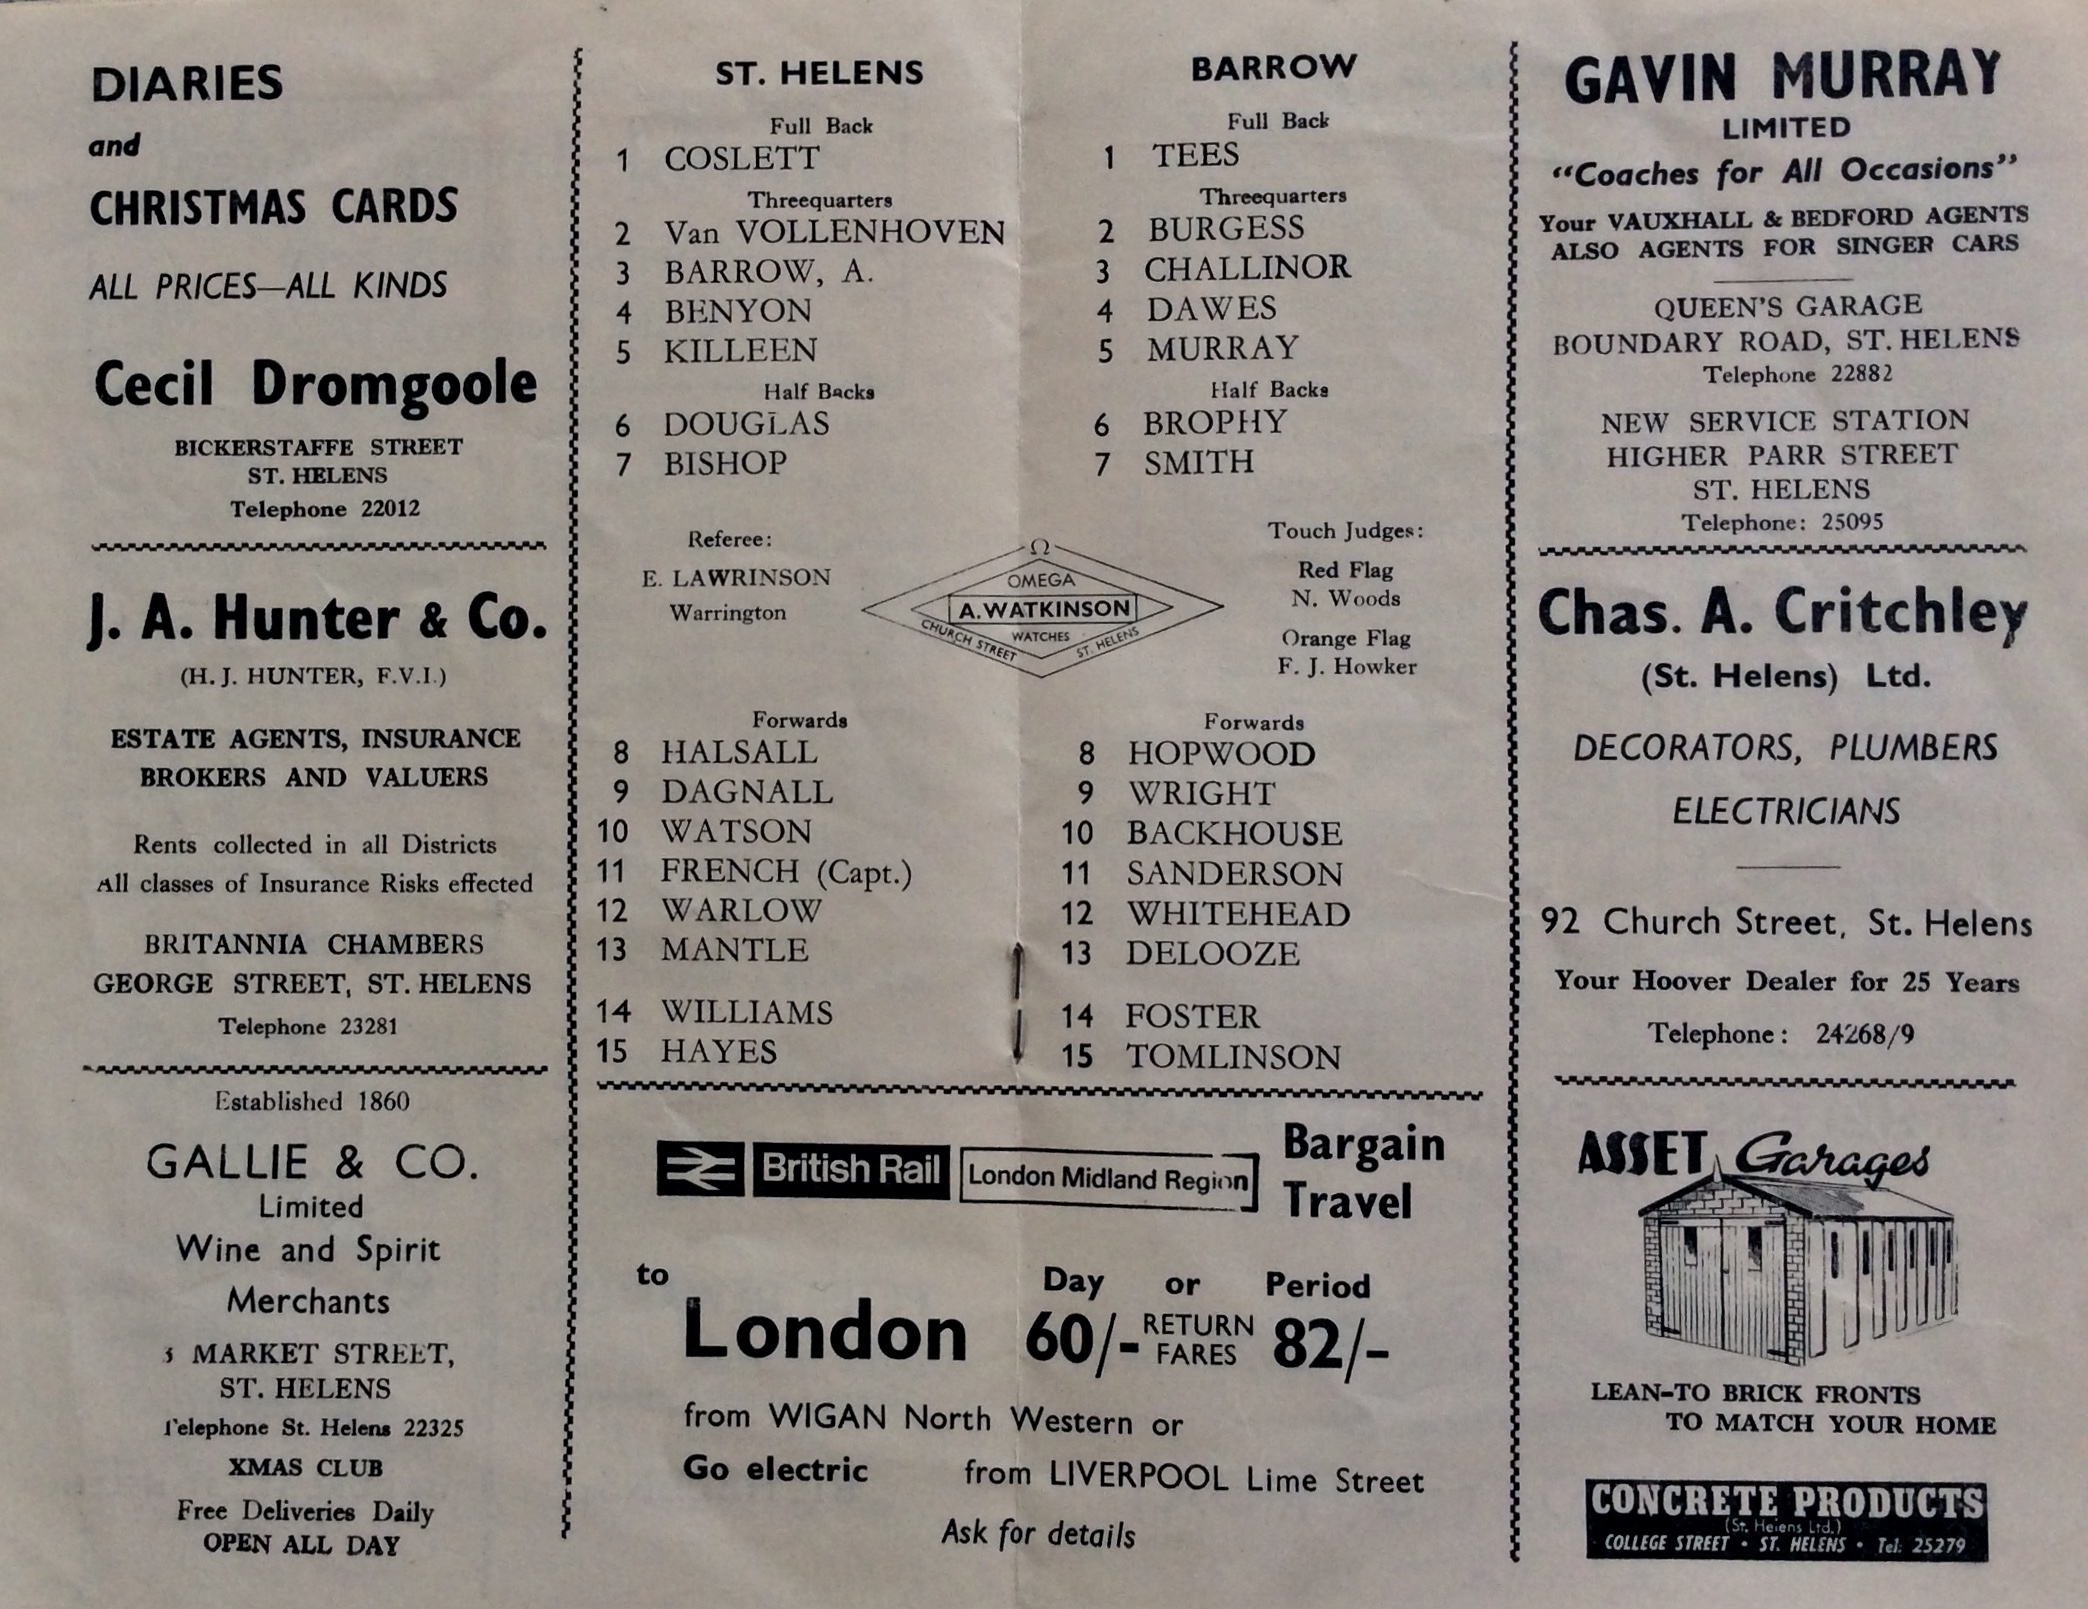 DIARIES
and
CHRISTMAS CARDS
ALL PRICES—ALL KINDS
Cecil Dromgoole
BICKERSTAFFE STREET
ST. HELENS
Telephone 22012
J. A. Hunter & Co.
(H. J. HUNTER, F.V.I.)
ESTATE AGENTS, INSURANCE
BROKERS AND VALUERS
Rents collected in all Districts
All classes of Insurance Risks effected
BRITANNIA CHAMBERS
GEORGE STREET, ST. HELENS
Telephone 23281
Established 1860
GALLIE & CO.
Limited
Wine and Spirit
Merchants
MARKET STREET,
ST. HELENS
Telephone St. Helens 22325
XMAS CLUB
Free Deliveries Daily
OPEN ALL DAY
ST. HELENS
Full Back
1 COSLETT
Threequarters
2 Van VOLLENHOVEN
3 BARROW, A.
4 BENYON
5 KILLEEN
Half Backs
6 DOUGLAS
7 BISHOP
Referee:
E. LAWRINSON
Warrington
Forwards
8 HALSALL
9 DAGNALL
10 WATSON
11 FRENCH (Capt.)
12 WARLOW
13 MANTLE
14 WILLIAMS
15 HAYES
Ω
OMEGA
A. WATKINSON
WATCHES
CHURCH STREET ST. HELENS
BARROW
Full Back
1 TEES
Threequarters
2 BURGESS
3 CHALLINOR
4 DAWES
5 MURRAY
Half Backs
6 BROPHY
7 SMITH
Touch Judges:
Red Flag
N. Woods
Orange Flag
F. J. Howker
Forwards
8 HOPWOOD
9 WRIGHT
10 BACKHOUSE
11 SANDERSON
12 WHITEHEAD
13 DELOOZE
14 FOSTER
15 TOMLINSON
British Rail London Midland Region
Bargain
Travel
to
London
Day or Period
60/- RETURN FARES 82/-
from WIGAN North Western or
Go electric from LIVERPOOL Lime Street
Ask for details
GAVIN MURRAY
LIMITED
"Coaches for All Occasions"
Your VAUXHALL & BEDFORD AGENTS
ALSO AGENTS FOR SINGER CARS
QUEEN'S GARAGE
BOUNDARY ROAD, ST. HELENS
Telephone 22882
NEW SERVICE STATION
HIGHER PARR STREET
ST. HELENS
Telephone: 25095
Chas. A. Critchley
(St. Helens) Ltd.
DECORATORS, PLUMBERS
ELECTRICIANS
92 Church Street, St. Helens
Your Hoover Dealer for 25 Years
Telephone: 24268/9
ASSET Garages
LEAN-TO BRICK FRONTS
TO MATCH YOUR HOME
CONCRETE PRODUCTS
(St. Helens Ltd.)
COLLEGE STREET • ST. HELENS • Tel: 25279